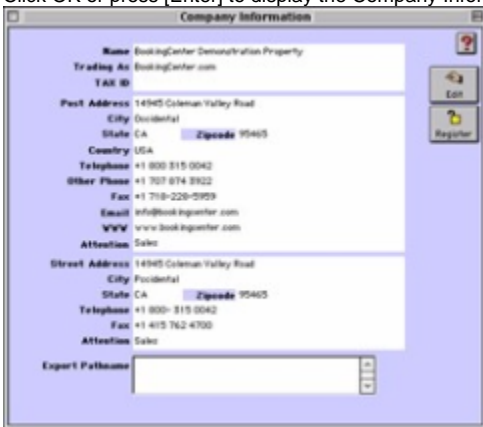 Click OK or press [Enter] to display the Company Infor
Company Information
Name BookingCenter Demonstration Property
Trading As BookingCenter.com
TAX ID
Post Address 14945 Coleman Valley Road
City Occidental
State CA Zipcode 95465
Country USA
Telephone +1 800 315 0042
Other Phone +1 707 874 3922
Fax +1 718-228-5959
Email info@bookingcenter.com
WWW www.bookingcenter.com
Attention Sales
Street Address 14945 Coleman Valley Road
City Pocidental
State CA Zipcode 95465
Telephone +1 800- 315 0042
Fax +1 415 762 4700
Attention Sales
Export Pathname
Edit
Register